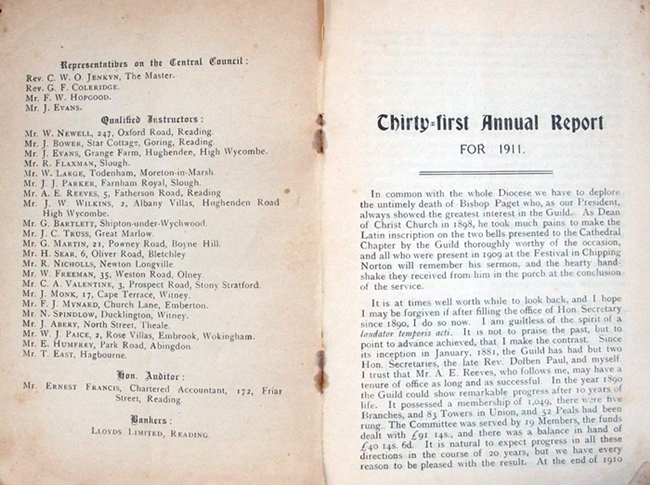 Representatives on the Central Council:
Rev. C. W. O. JENKYN, The Master.
Rev. G. F. COLERIDGE.
Mr. F. W. HOPGOOD.
Mr. J. EVANS.
Qualified Instructors:
Mr. W. NEWELL, 247, Oxford Road, Reading.
Mr. J. BOWER, Star Cottage, Goring, Reading.
Mr. J. EVANS, Grange Farm, Hughenden, High Wycombe.
Mr. R. FLAXMAN, Slough.
Mr. W. LARGE, Todenham, Moreton-in-Marsh
Mr. J. J. PARKER, Farnham Royal, Slough.
Mr. A. E. REEVES, 5, Fatherson Road, Reading
Mr. J. W. WILKINS, 2, Albany Villas, Hughenden Road
High Wycombe.
Mr. G. BARTLETT, Shipton-under-Wychwood.
Mr. J. C. TRUSS, Great Marlow.
Mr. G. MARTIN, 21, Powney Road, Boyne Hill.
Mr. H. SEAR, 6, Oliver Road, Bletchley
Mr. R. NICHOLLS, Newton Longville
Mr. W. FREEMAN, 35, Weston Road, Olney.
Mr. C. A. VALENTINE, 3, Prospect Road, Stony Stratford.
Mr. J. MONK, 17, Cape Terrace, Witney.
Mr. F. J. MYNARD, Church Lane, Emberton.
Mr. N. SPINDLOW, Ducklington, Witney.
Mr. J. ABERY, North Street, Theale.
Mr. W. J. PAICE, 2, Rose Villas, Embrook, Wokingham.
Mr. E. HUMFREY, Park Road, Abingdon.
Mr. T. EAST, Hagbourne.
Hon. Auditor:
Mr. ERNEST FRANCIS, Chartered Accountant, 172, Friar
Street, Reading
Bankers:
LLOYDS LIMITED, READING
Thirty-first Annual Report
FOR 1911.
In common with the whole Diocese we have to deplore
the untimely death of Bishop Paget who, as our President,
always showed the greatest interest in the Guild. As Dean
of Christ Church in 1898, he took much pains to make the
Latin inscription on the two bells presented to the Cathedral
Chapter by the Guild thoroughly worthy of the occasion,
and all who were present in 1909 at the Festival in Chipping
Norton will remember his sermon, and the hearty hand
shake they received from him in the porch at the conclusion
of the service.
It is at times well worth while to look back, and I hope
I may be forgiven if after filling the office of Hon Secretary
since 1890, I do so now. I am guiltless of the spirit of a
laudator temporis acti. It is not to praise the past, but to
point to advance achieved, that I make the contrast. Since
its inception in January, 1881, the Guild has had but two
Hon. Secretaries, the late Rev. Dolben Paul, and myself
I trust that Mr. A. E. Reeves, who follows me, may have a
tenure of office as long and as successful. In the year 1890
the Guild could show remarkable progress after 10 years of
life. It possessed a membership of 1,049, there were five
Branches, and 83 Towers in Union, and 52 Peals had been
rung The Committee was served by 19 Members, the funds
dealt with £91 14s., and there was a balance in hand of
£40 14s. 6d. It is natural to expect progress in all these
directions in the course of 20 years, but we have every
reason to be pleased with the result. At the end of 1910